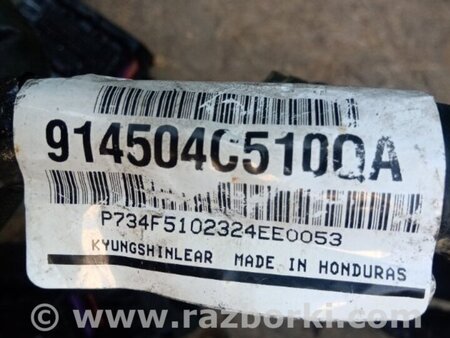 914504C510QA
P734F5102324EE0053
KYUNGSHINLEAR MADE IN HONDURAS
© www.razborki.com